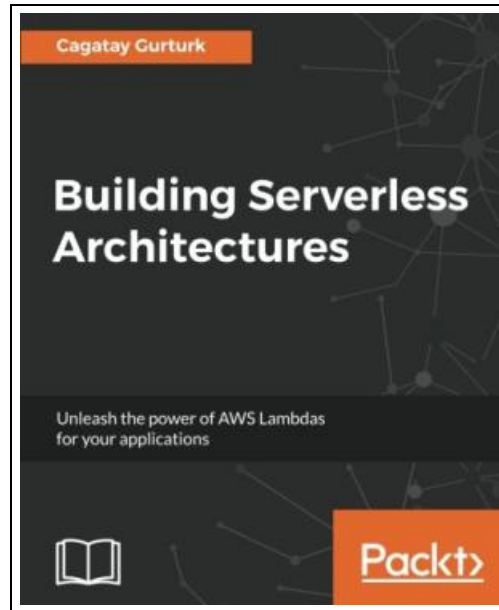 Cagatay Gurturk
Building Serverless
Architectures
Unleash the power of AWS Lambdas
for your applications
Packt>